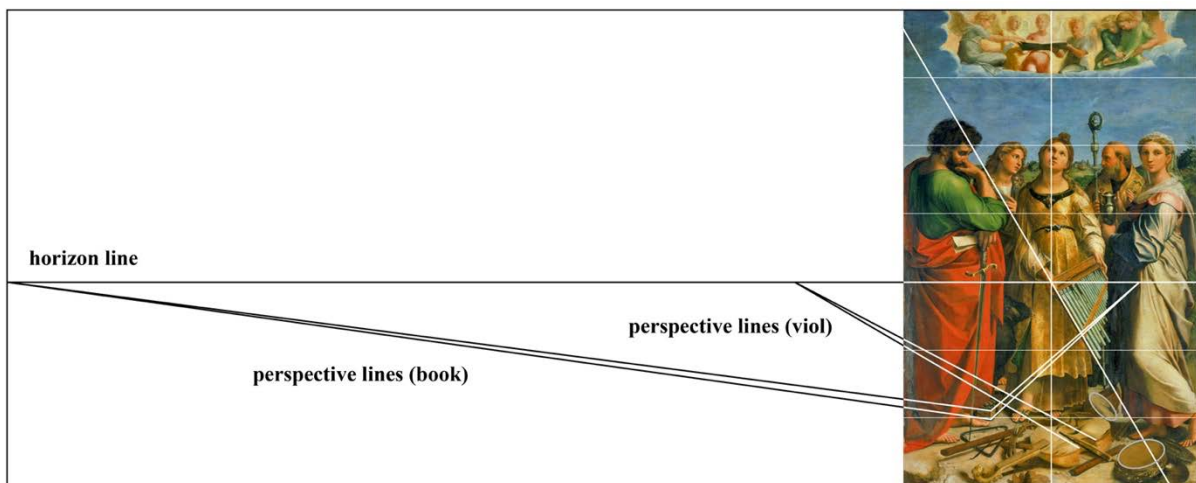 horizon line
perspective lines (viol)
perspective lines (book)